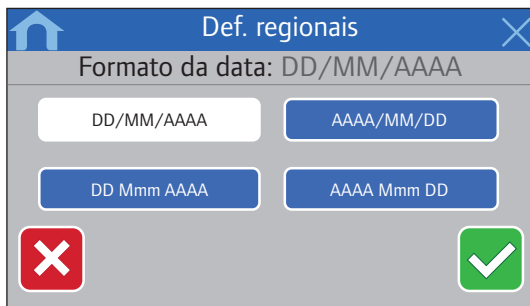 Def. regionais
Formato da data: DD/MM/AAAA
DD/MM/AAAA
AAAA/MM/DD
DD Mmm AAAA
AAAA Mmm DD